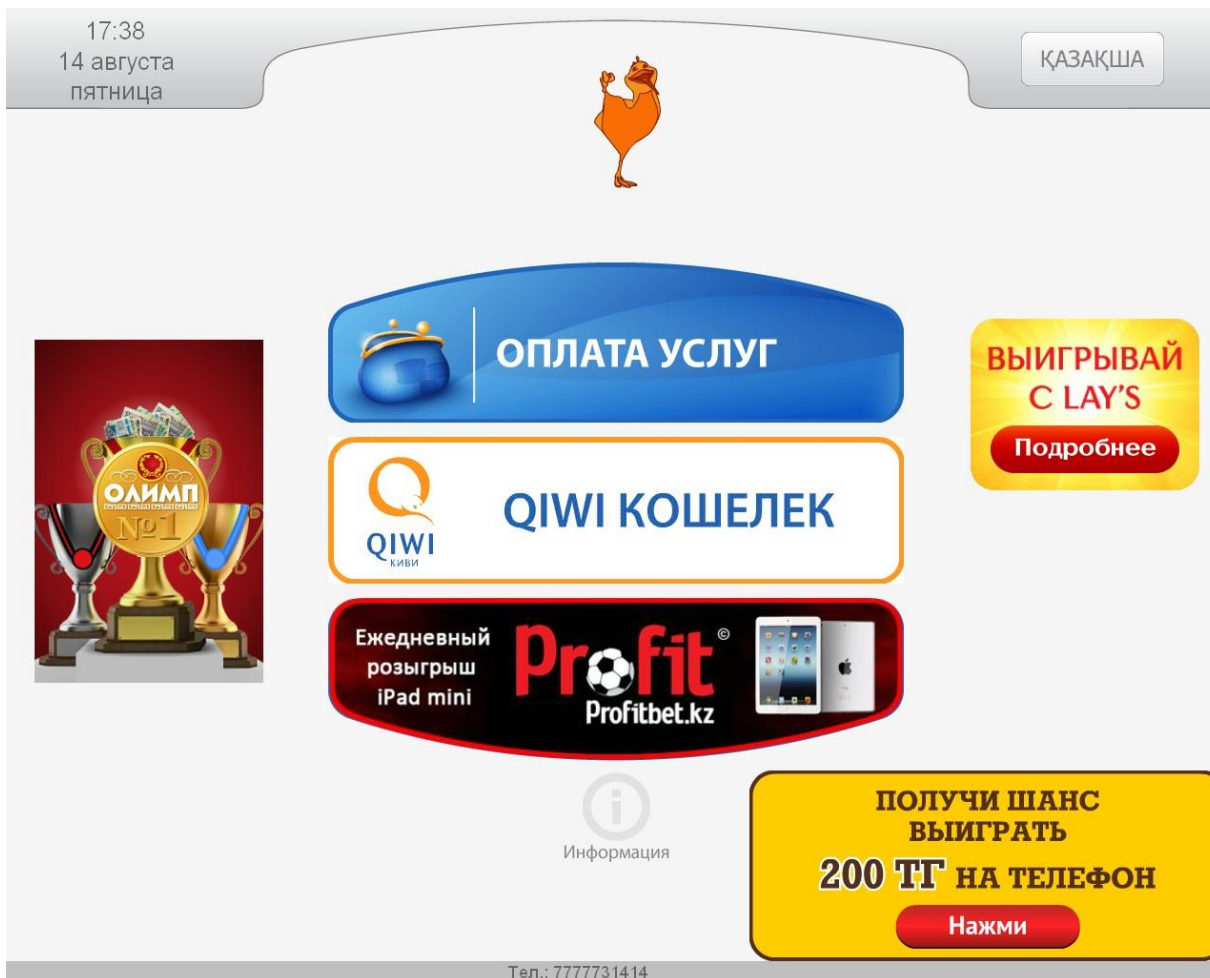 17:38
14 августа
пятница
ҚАЗАҚША
ОПЛАТА УСЛУГ
ВЫИГРЫВАЙ
С LAY'S
Подробнее
ОЛИМП
№1
QIWI
КИВИ
QIWI КОШЕЛЕК
Ежедневный
розыгрыш
iPad mini
Profit©
Profitbet.kz
Информация
ПОЛУЧИ ШАНС
ВЫИГРАТЬ
200 ТГ НА ТЕЛЕФОН
Нажми
Тел.: 7777731414